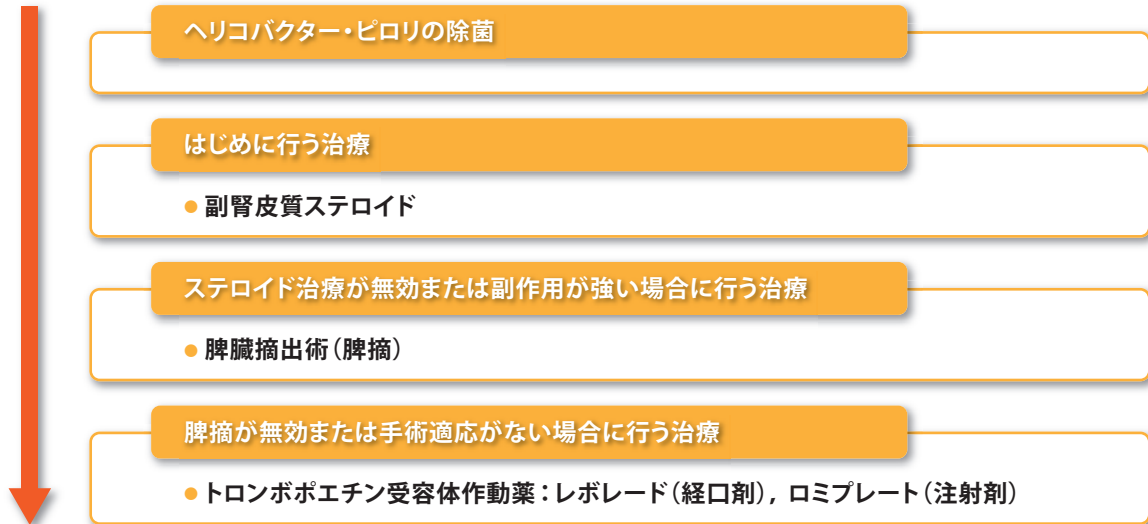 ヘリコバクター・ピロリの除菌
はじめに行う治療
● 副腎皮質ステロイド
ステロイド治療が無効または副作用が強い場合に行う治療
● 脾臓摘出術（脾摘）
脾摘が無効または手術適応がない場合に行う治療
● トロンボポエチン受容体作動薬：レボレード（経口剤），ロミプレート（注射剤）